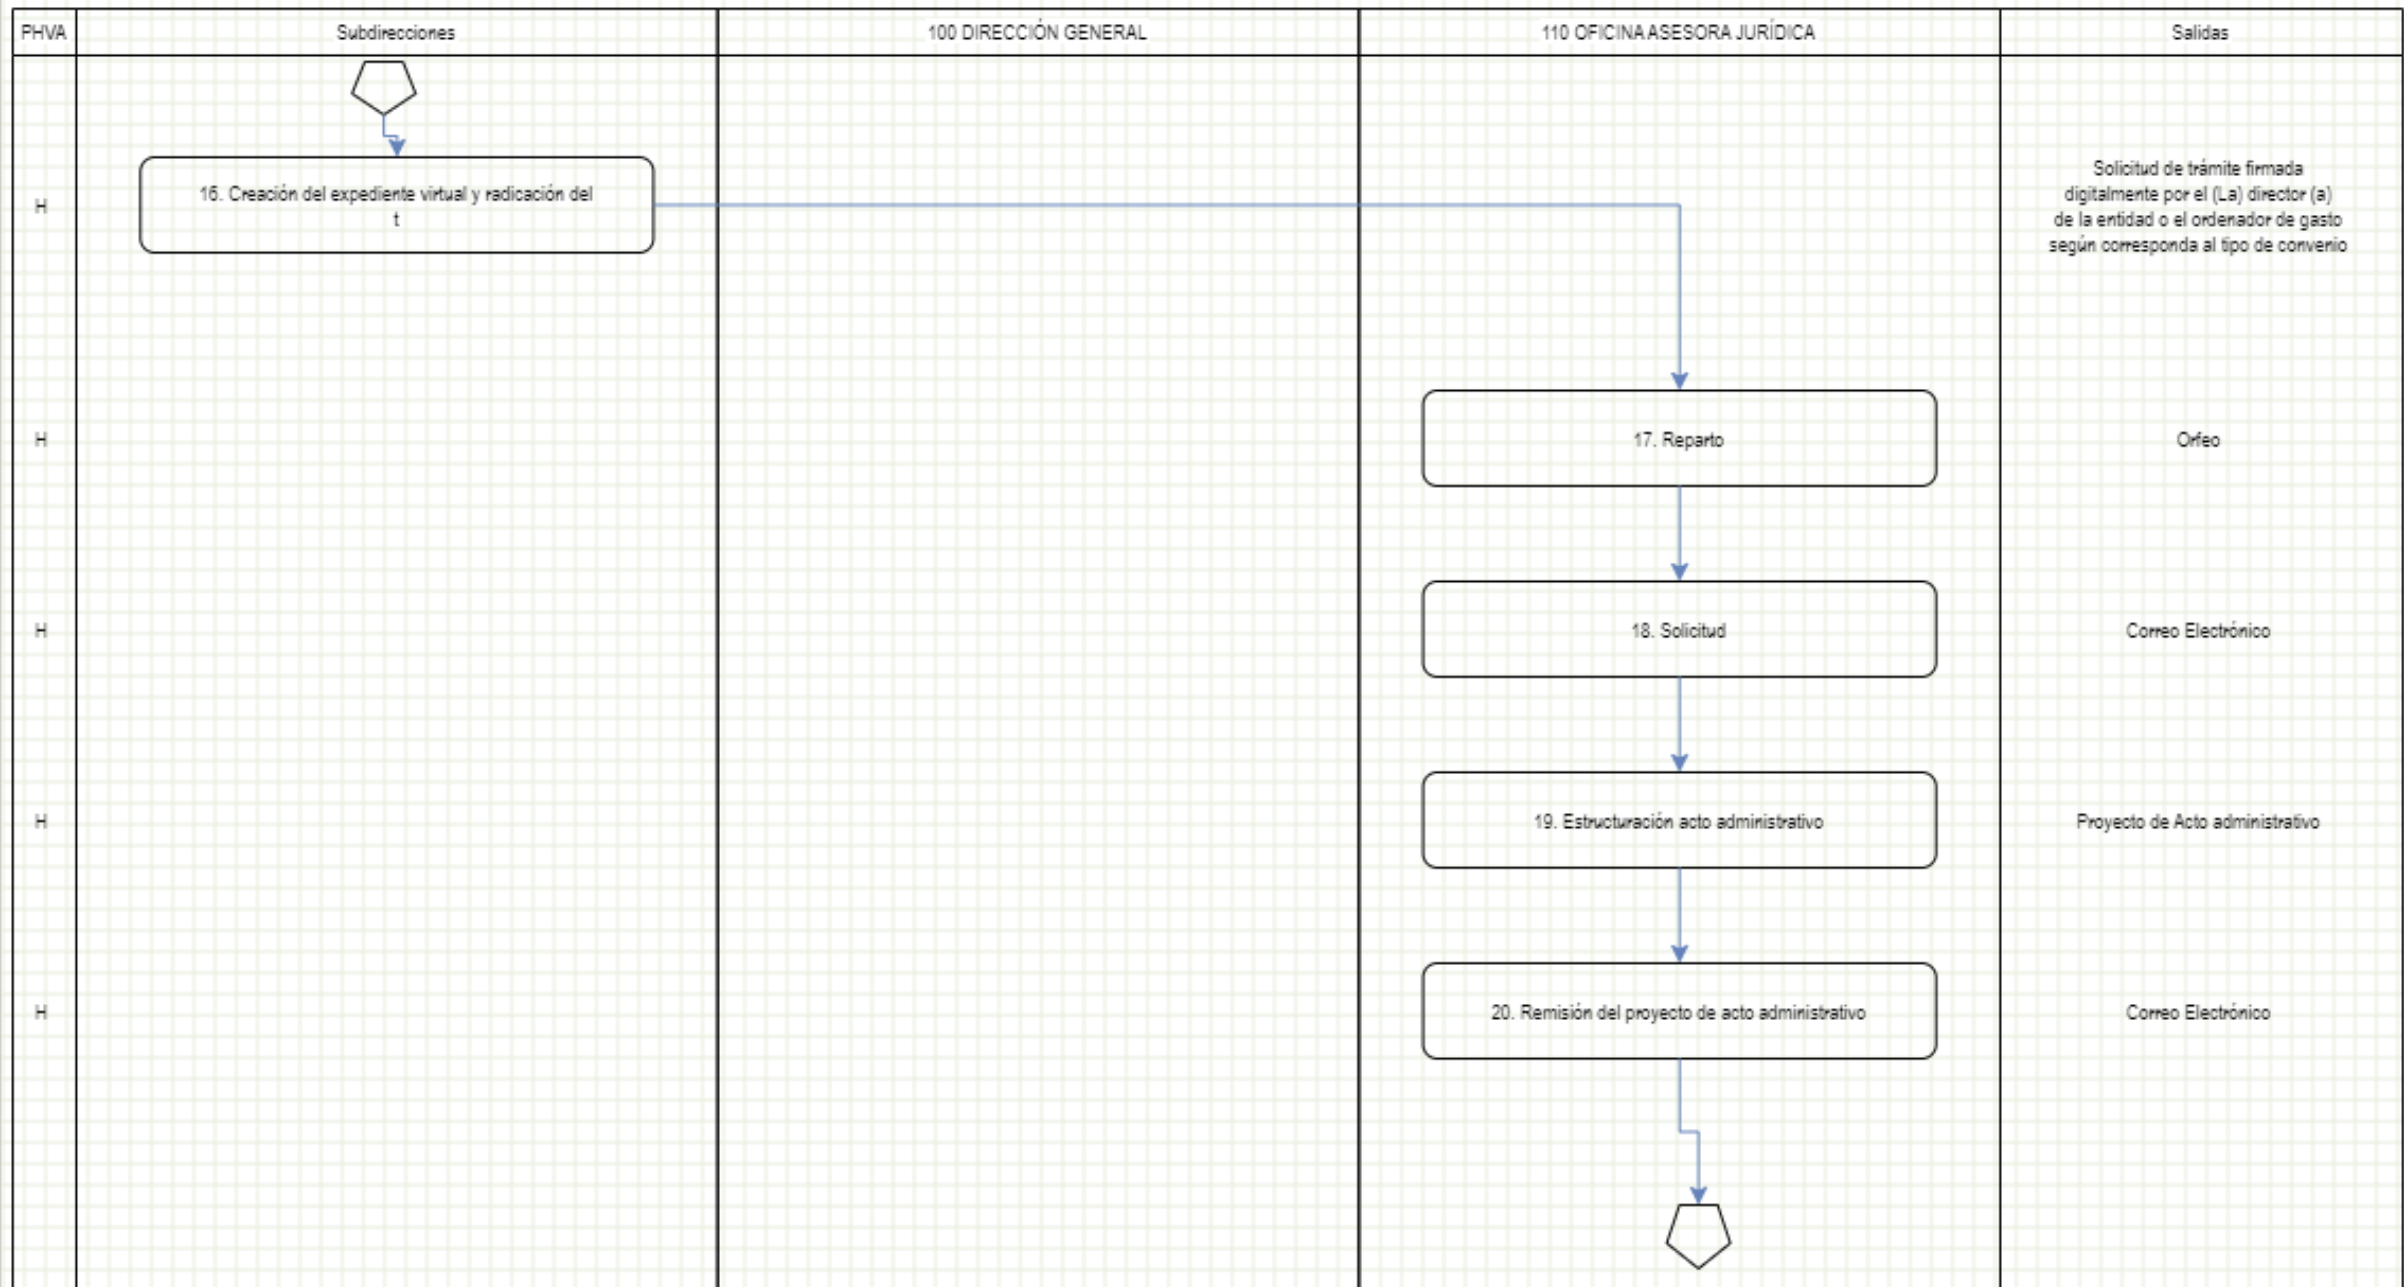 PHVA
Subdirecciones
100 DIRECCIÓN GENERAL
110 OFICINA ASESORA JURÍDICA
Salidas
H
16. Creación del expediente virtual y radicación del
t
Solicitud de trámite firmada
digitalmente por el (La) director (a)
de la entidad o el ordenador de gasto
según corresponda al tipo de convenio
H
17. Reparto
Orfeo
H
18. Solicitud
Correo Electrónico
H
19. Estructuración acto administrativo
Proyecto de Acto administrativo
H
20. Remisión del proyecto de acto administrativo
Correo Electrónico